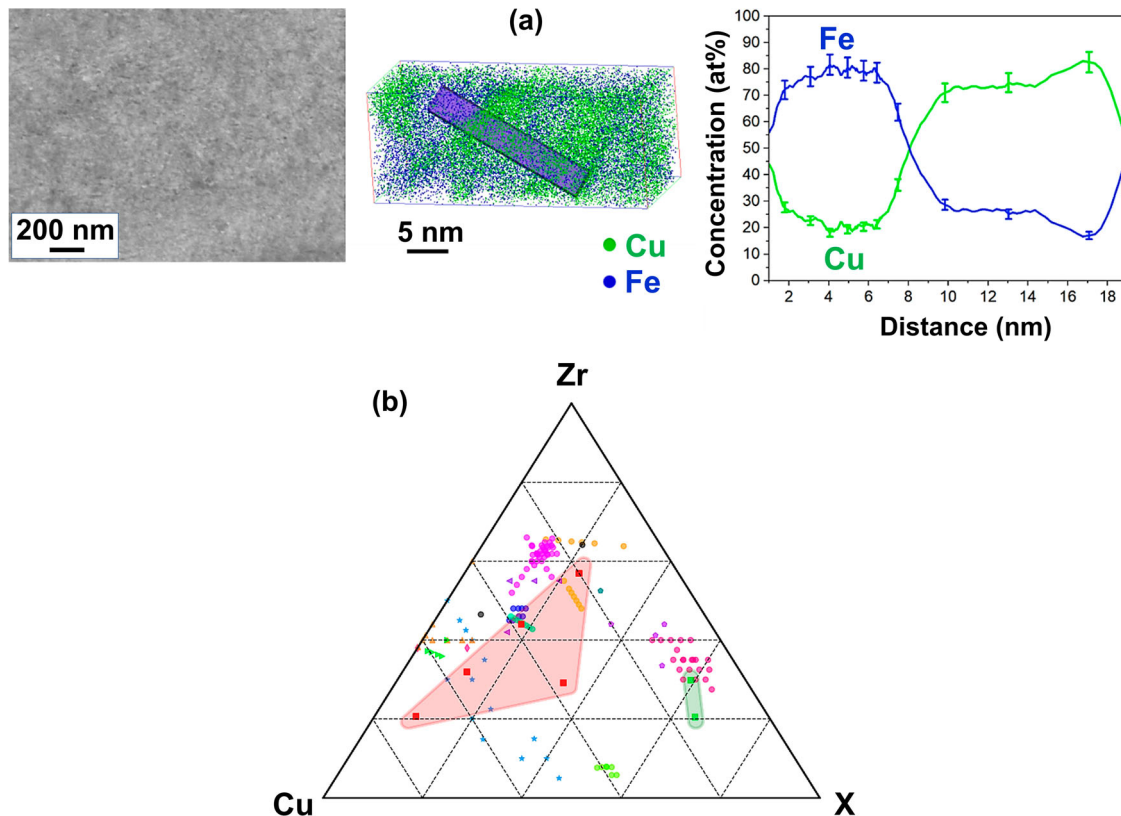 (a)
200 nm
5 nm
Cu
Fe
Concentration (at%)
100
90
80
70
60
50
40
30
20
10
0
Fe
Cu
2 4 6 8 10 12 14 16 18
Distance (nm)
(b)
Zr
Cu
X